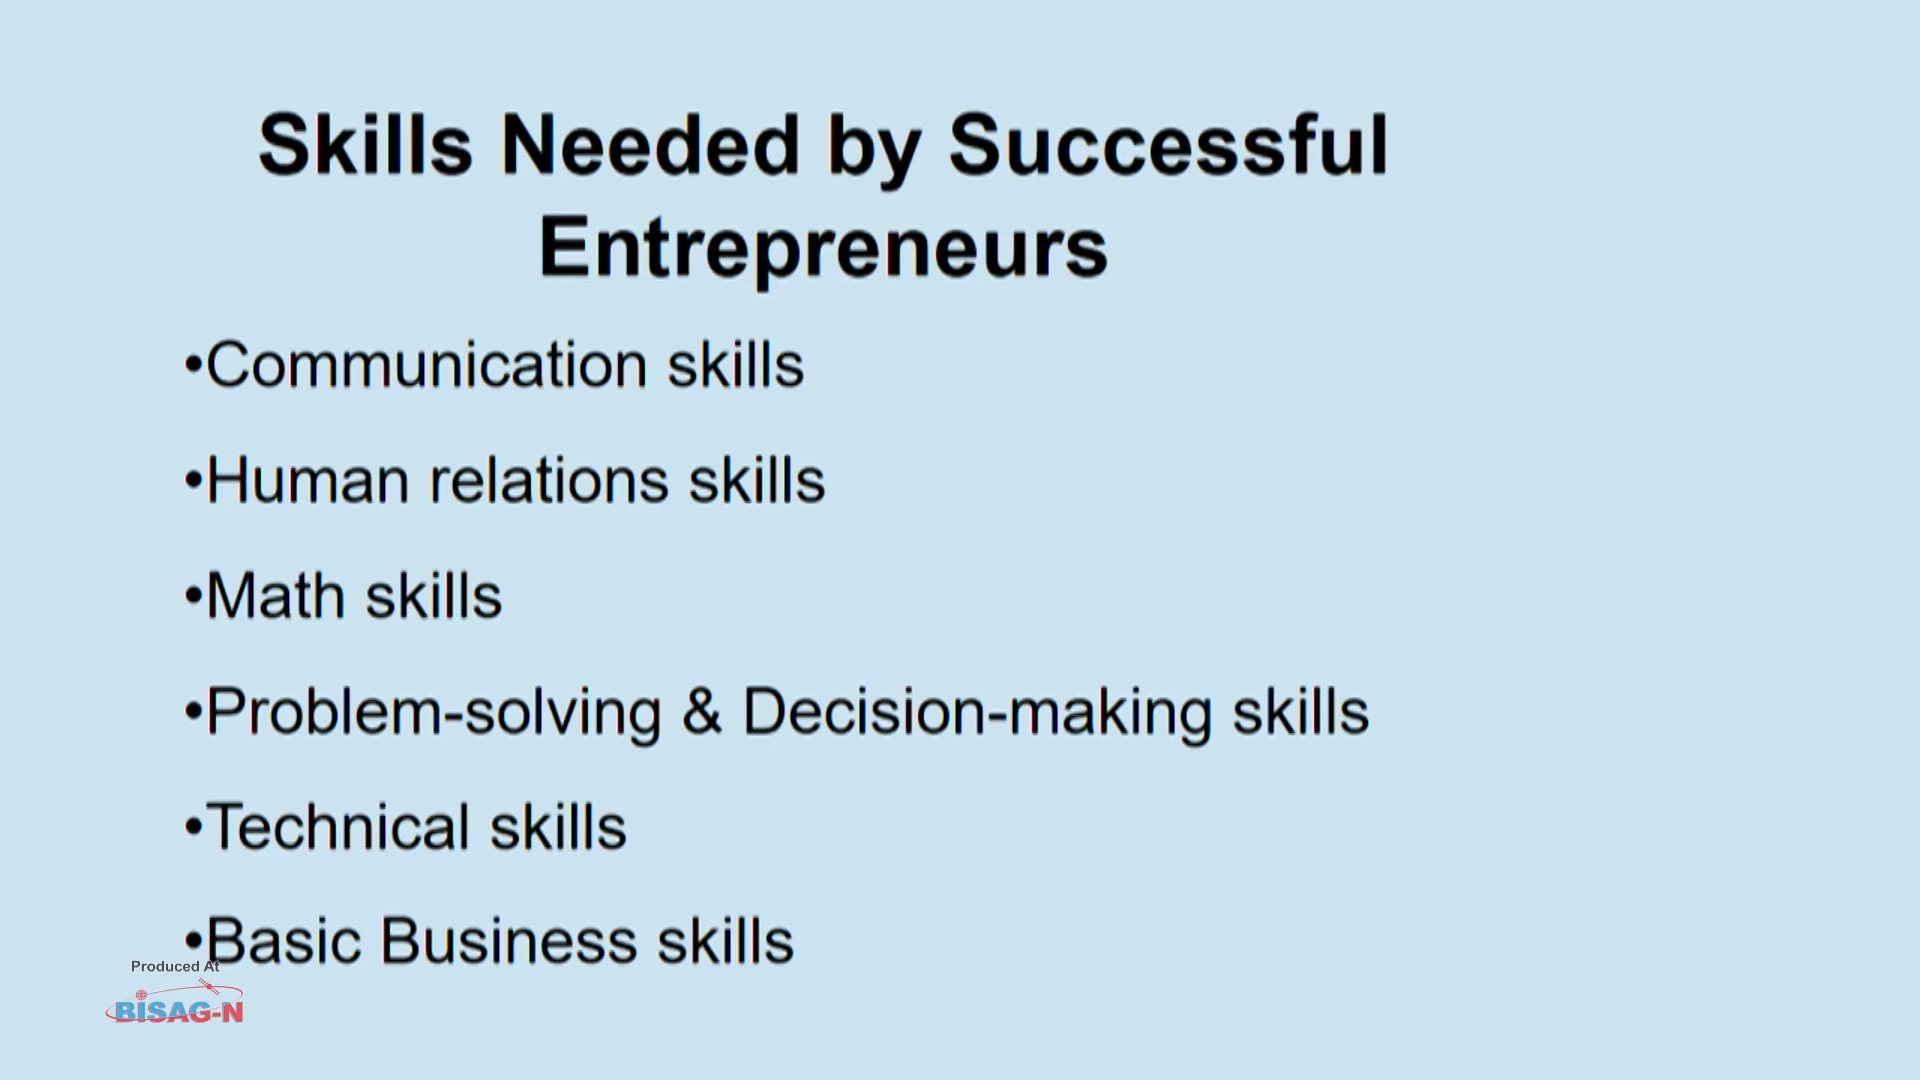 Skills Needed by Successful
Entrepreneurs
•Communication skills
•Human relations skills
•Math skills
•Problem-solving & Decision-making skills
•Technical skills
•Basic Business skills
Produced At
BISAG-N